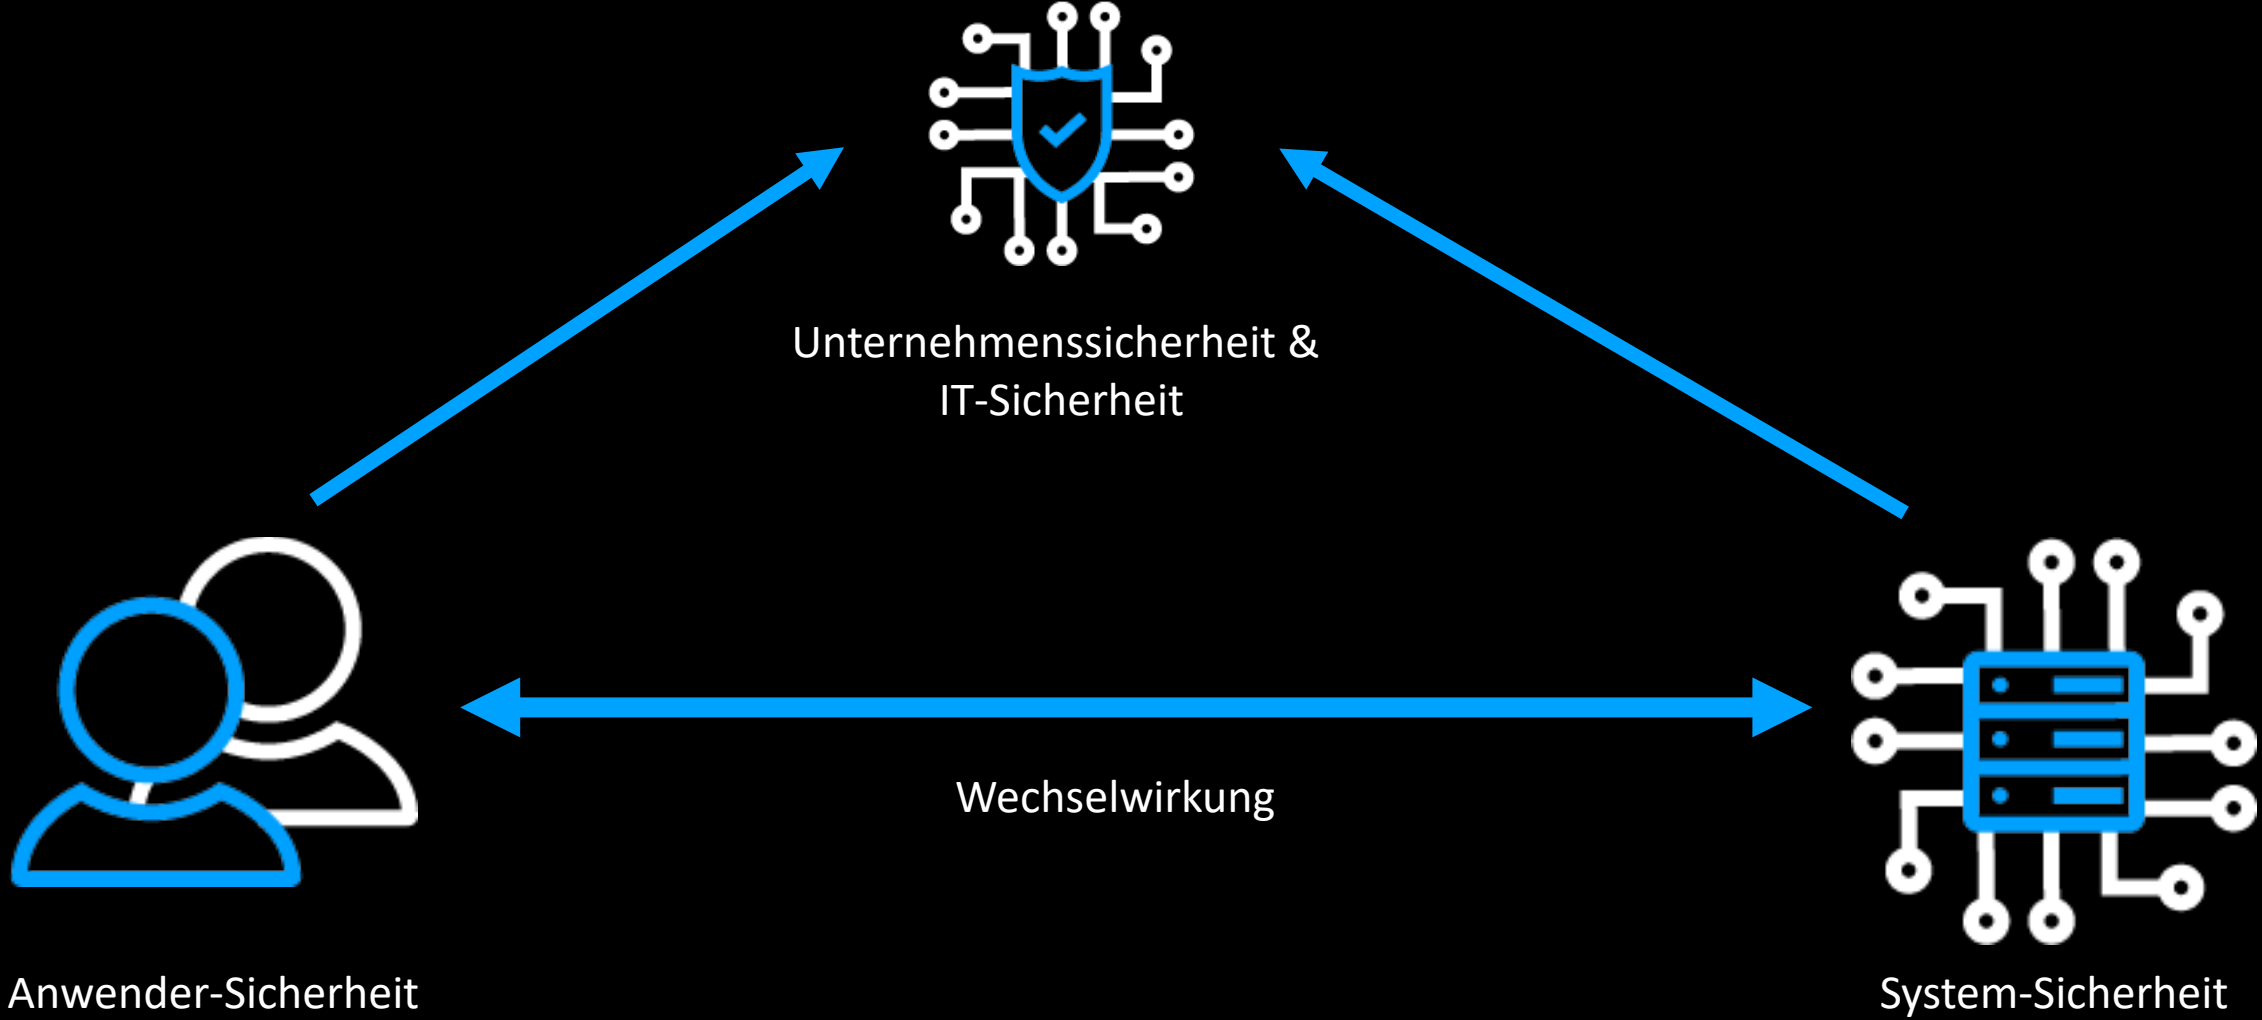 Unternehmenssicherheit &
IT-Sicherheit
Wechselwirkung
Anwender-Sicherheit
System-Sicherheit